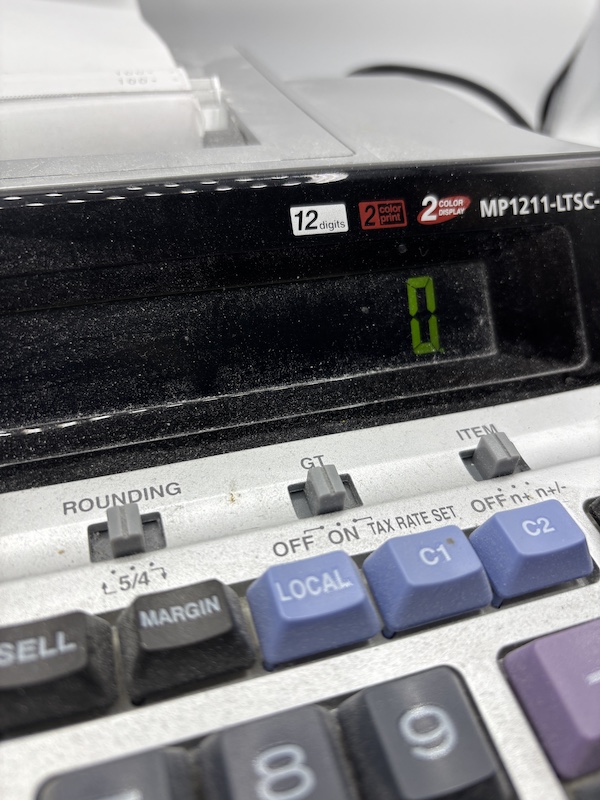 12 digits 2 color print 2 COLOR DISPLAY MP1211-LTSC-
0
ROUNDING GT ITEM
5/4 OFF ON TAX RATE SET OFF n+ n+/-
SELL MARGIN LOCAL C1 C2
8 9